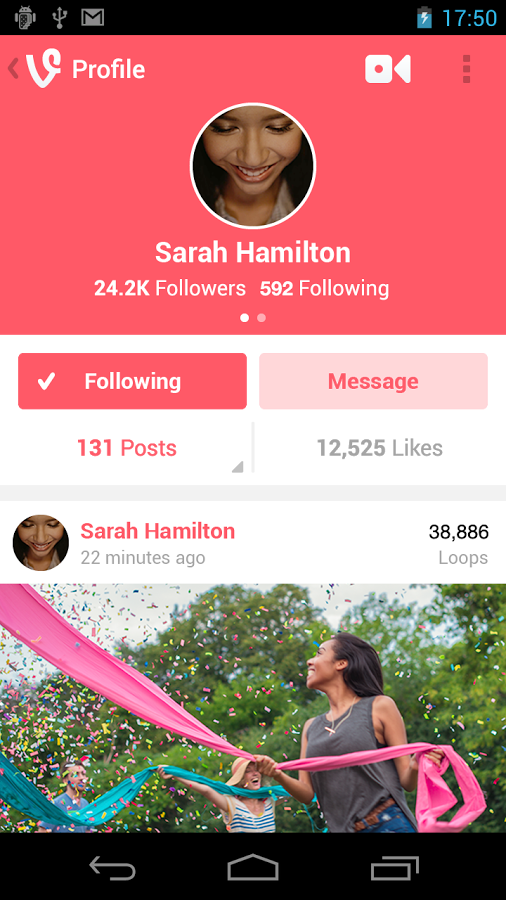 17:50
Profile
Sarah Hamilton
24.2K Followers 592 Following
Following
Message
131 Posts
12,525 Likes
Sarah Hamilton
38,886
22 minutes ago
Loops